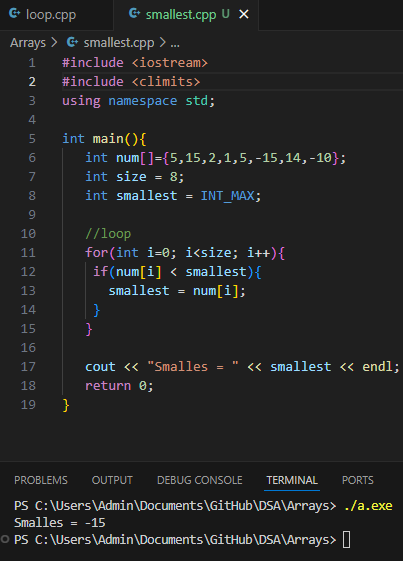 loop.cpp smallest.cpp U ×
Arrays > smallest.cpp > ...
1 #include <iostream>
2 #include <climits>
3 using namespace std;
4
5 int main(){
6 int num[]={5,15,2,1,5,-15,14,-10};
7 int size = 8;
8 int smallest = INT_MAX;
9
10 //loop
11 for(int i=0; i<size; i++){
12 if(num[i] < smallest){
13 smallest = num[i];
14 }
15 }
16
17 cout << "Smalles = " << smallest << endl;
18 return 0;
19 }
PROBLEMS OUTPUT DEBUG CONSOLE TERMINAL PORTS
PS C:\Users\Admin\Documents\GitHub\DSA\Arrays> ./a.exe
Smalles = -15
PS C:\Users\Admin\Documents\GitHub\DSA\Arrays>